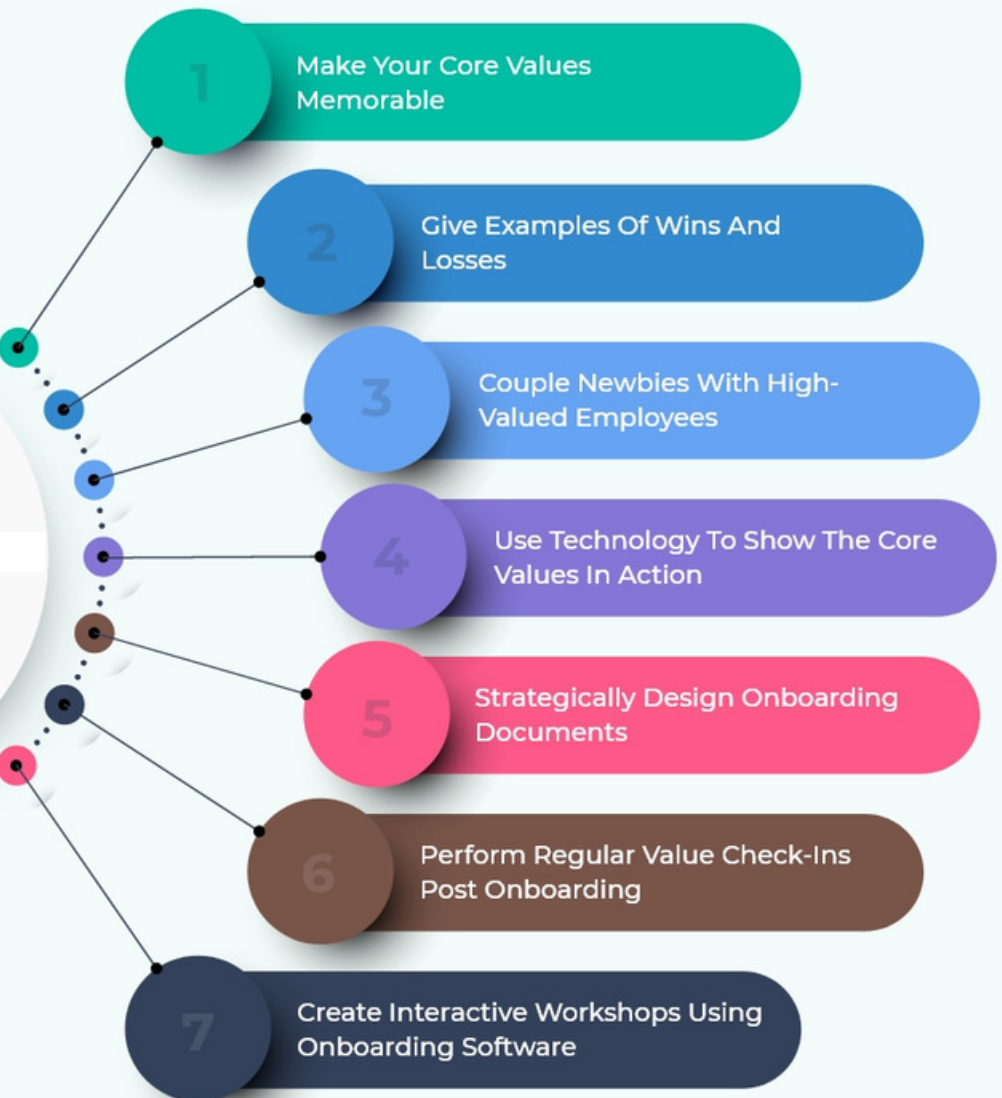 1
Make Your Core Values
Memorable
2
Give Examples Of Wins And
Losses
3
Couple Newbies With High-
Valued Employees
4
Use Technology To Show The Core
Values In Action
5
Strategically Design Onboarding
Documents
6
Perform Regular Value Check-Ins
Post Onboarding
7
Create Interactive Workshops Using
Onboarding Software